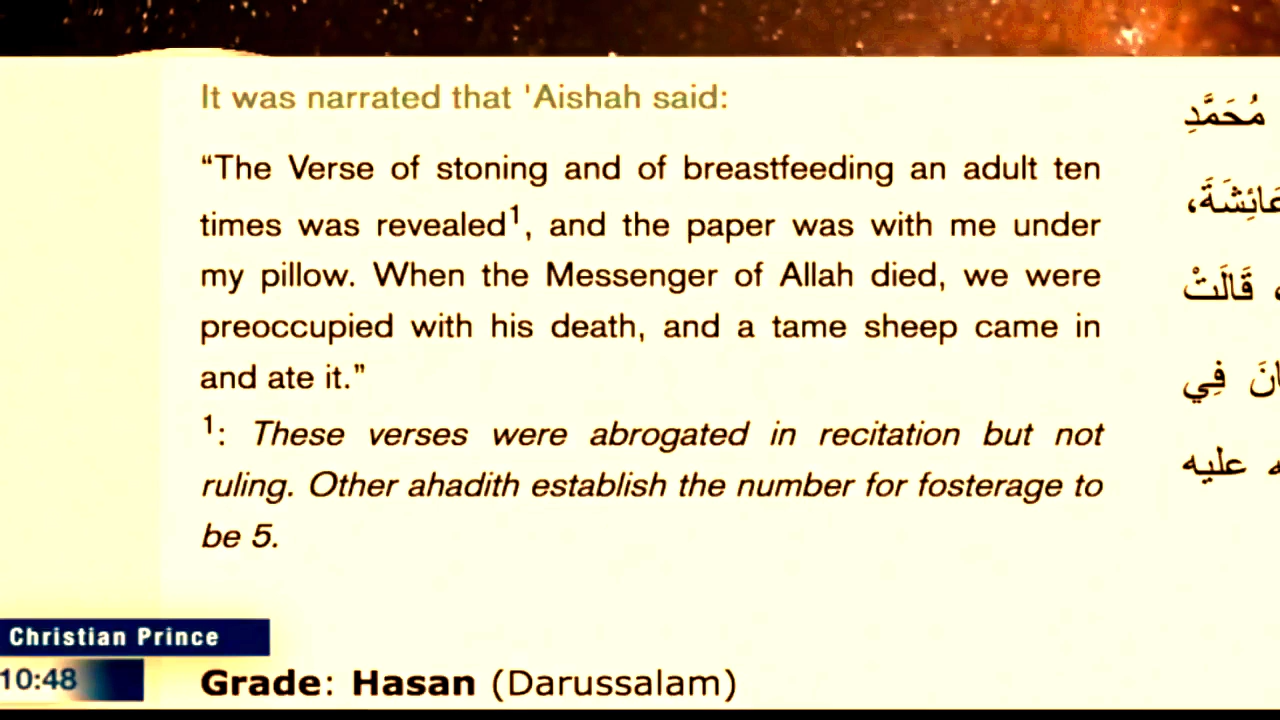 It was narrated that 'Aishah said:
مُحَمَّدِ
“The Verse of stoning and of breastfeeding an adult ten
عَائِشَةَ،
times was revealed¹, and the paper was with me under
my pillow. When the Messenger of Allah died, we were
قَالَتْ
preoccupied with his death, and a tame sheep came in
and ate it.”
فِي
¹: These verses were abrogated in recitation but not
عليه
ruling. Other ahadith establish the number for fosterage to
be 5.
Christian Prince
10:48
Grade: Hasan (Darussalam)